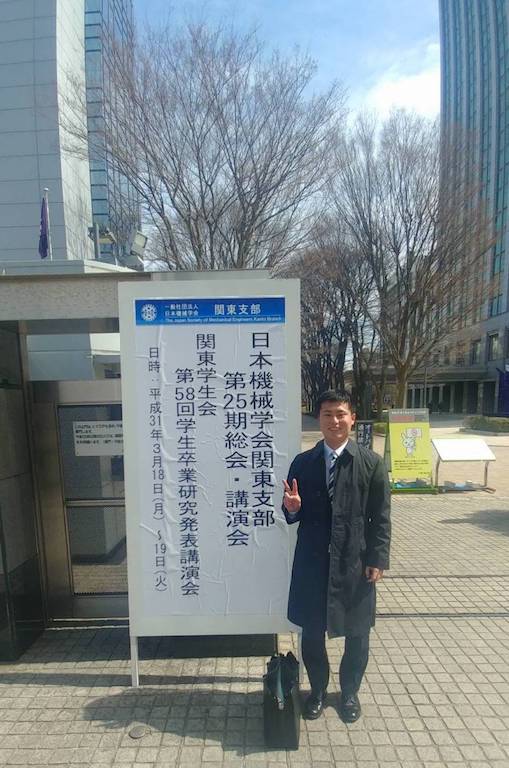 一般社団法人
日本機械学会 関東支部
The Japan Society of Mechanical Engineers Kanto Branch
日本機械学会関東支部
第25期総会・講演会
関東学生会
第58回学生卒業研究発表講演会
日時：平成31年3月18日(月) ～19日(火)